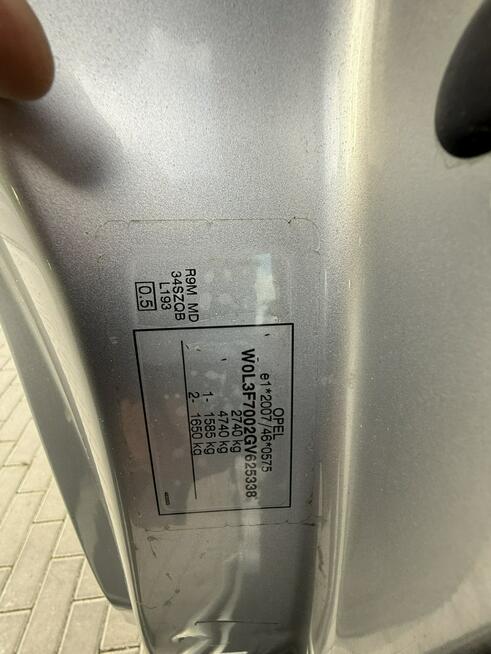 OPEL
e1*2007/46*0575
W0L3F7002GV625338
2740 kg
4740 kg
1- 1585 kg
2- 1650 kg
R9M MD
34SZQB
L193
0.5